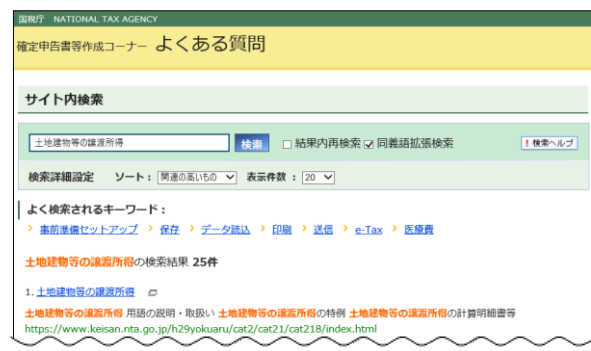 国税庁 NATIONAL TAX AGENCY
確定申告書等作成コーナー よくある質問
サイト内検索
土地建物等の譲渡所得 検索 結果内再検索 同義語拡張検索 ! 検索ヘルプ
検索詳細設定 ソート： 関連の高いもの 表示件数 ： 20
よく検索されるキーワード：
事前準備セットアップ 保存 データ読込 印刷 送信 e-Tax 医療費
土地建物等の譲渡所得の検索結果 25件
1. 土地建物等の譲渡所得
土地建物等の譲渡所得 用語の説明・取扱い 土地建物等の譲渡所得の特例 土地建物等の譲渡所得の計算明細書等
https://www.keisan.nta.go.jp/h29yokuaru/cat2/cat21/cat218/index.html